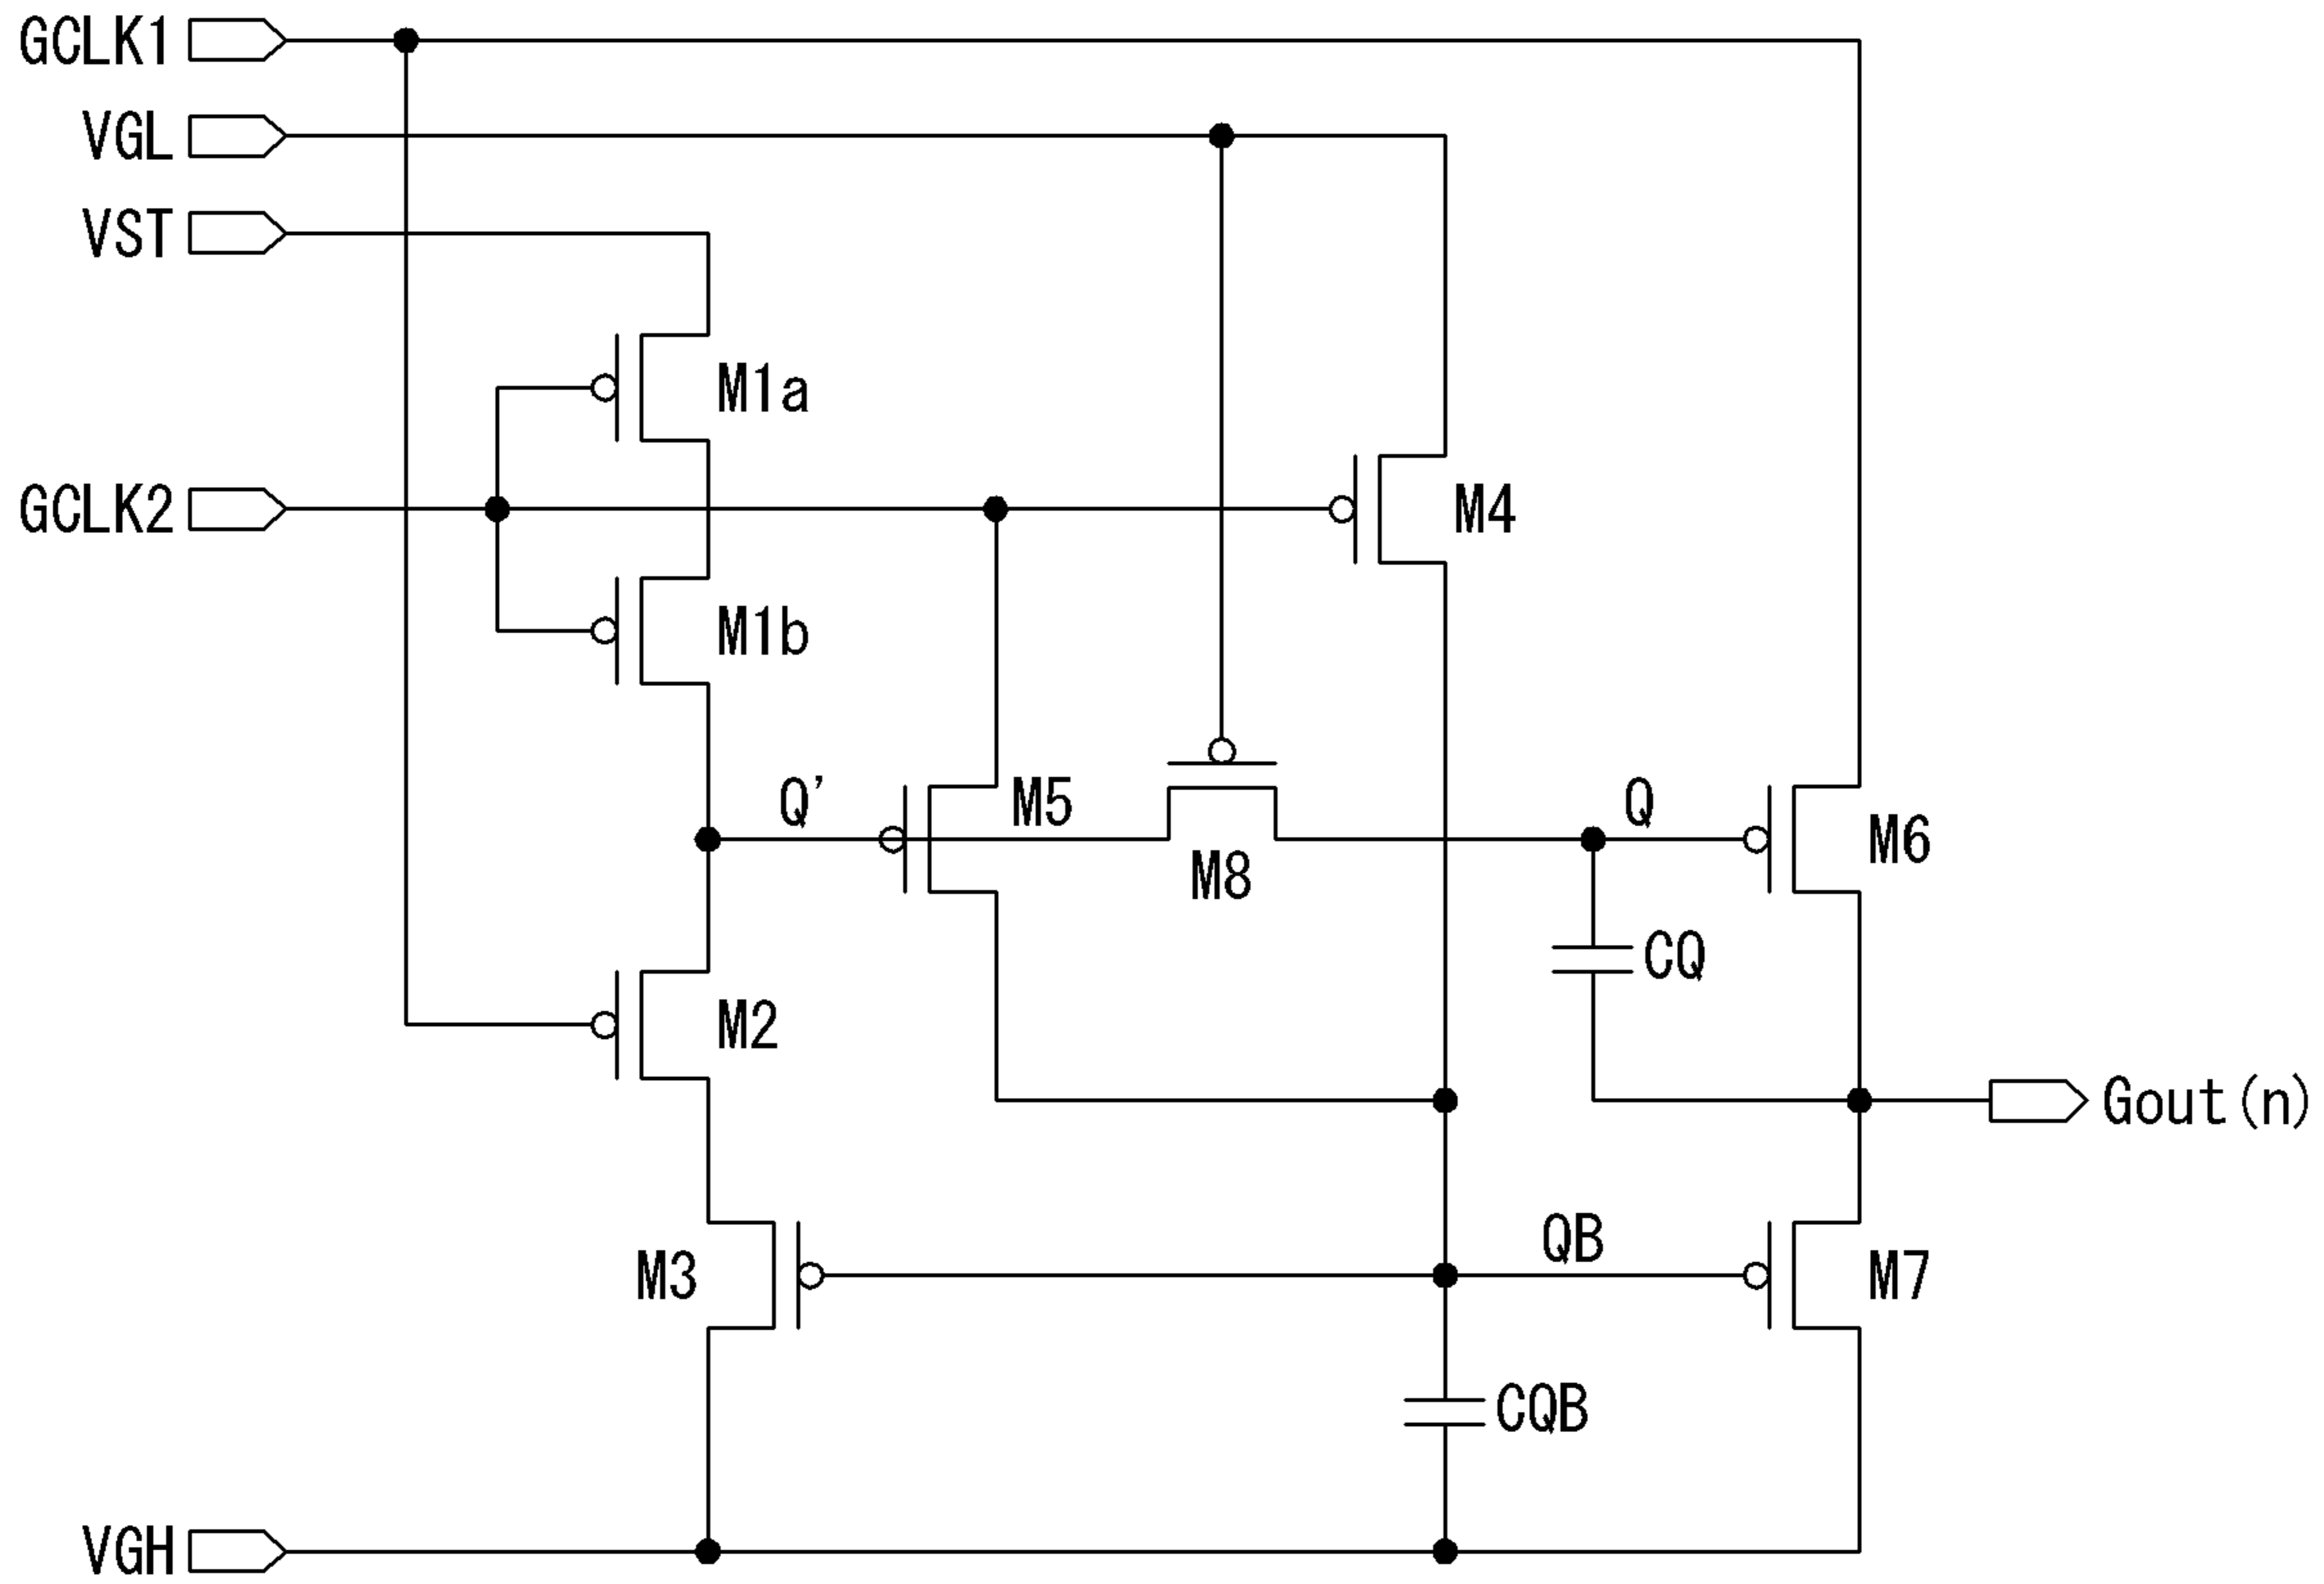 GCLK1
VGL
VST
M1a
GCLK2
M4
M1b
Q'
M5
Q
M6
M8
CQ
M2
Gout(n)
QB
M3
M7
CQB
VGH